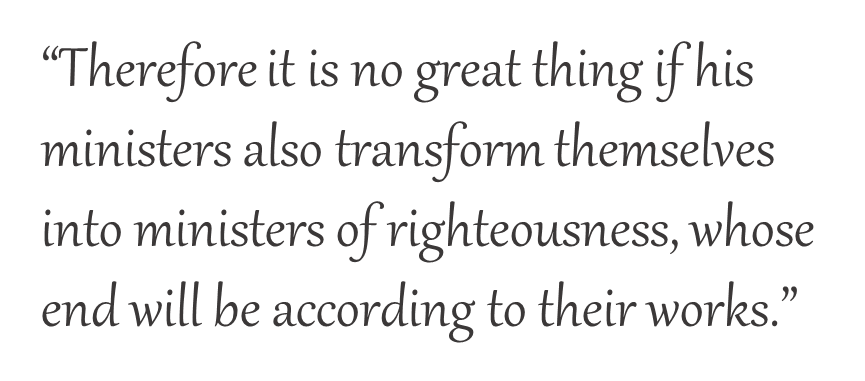 “Therefore it is no great thing if his
ministers also transform themselves
into ministers of righteousness, whose
end will be according to their works.”